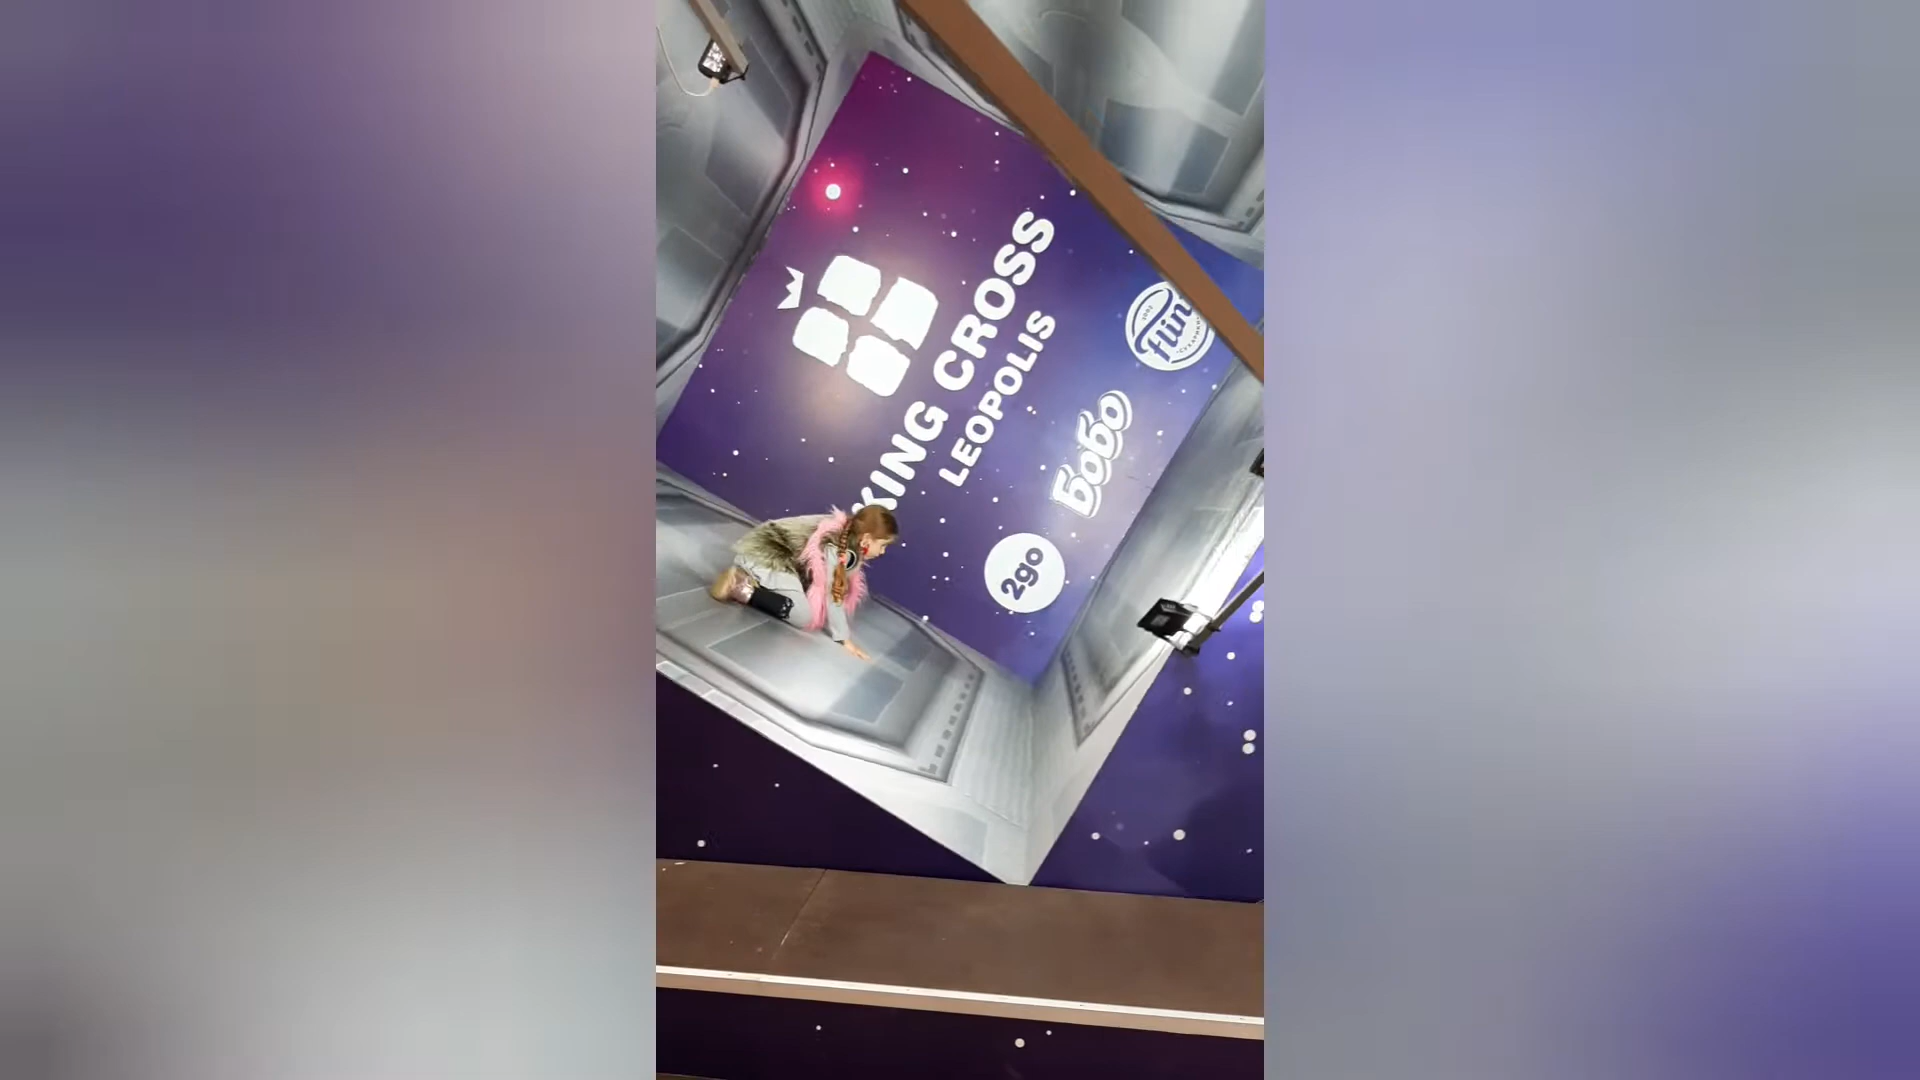 KING CROSS
LEOPOLIS
2go
Бобо
Flint